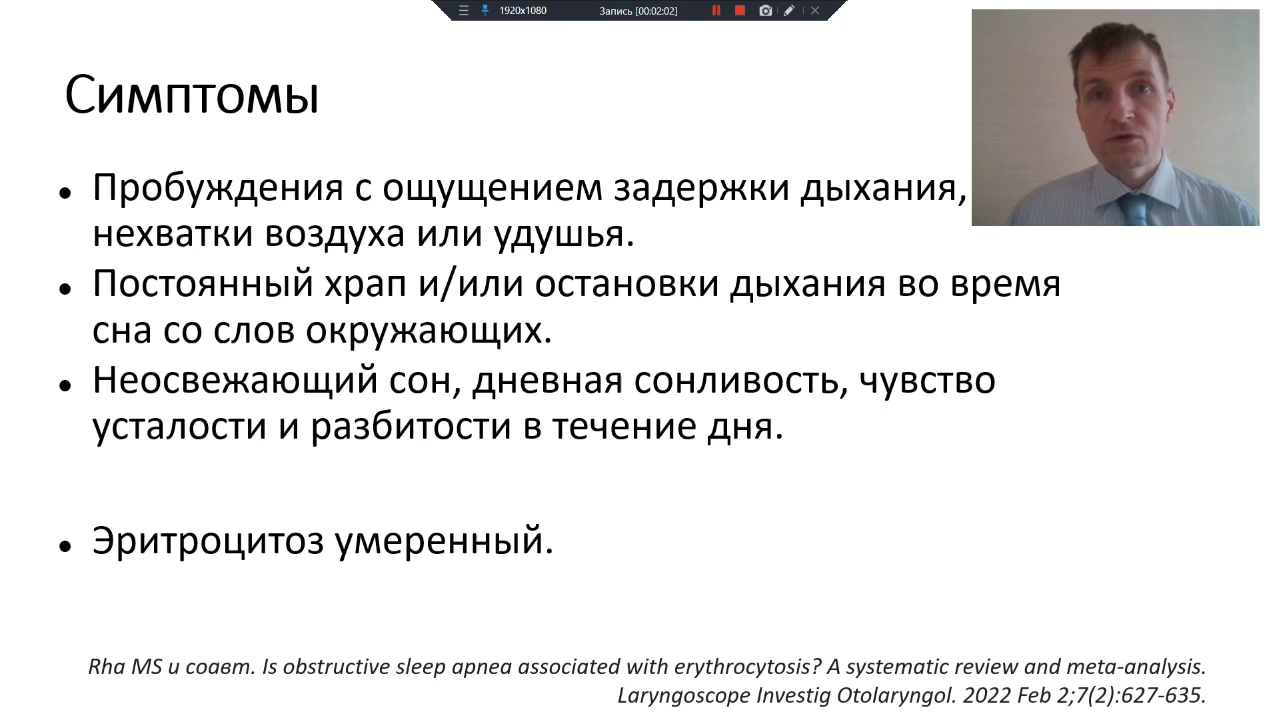 1920x1080 Запись [00:02:02]
Симптомы
Пробуждения с ощущением задержки дыхания,
нехватки воздуха или удушья.
Постоянный храп и/или остановки дыхания во время
сна со слов окружающих.
Неосвежающий сон, дневная сонливость, чувство
усталости и разбитости в течение дня.
Эритроцитоз умеренный.
Rha MS и соавт. Is obstructive sleep apnea associated with erythrocytosis? A systematic review and meta-analysis.
Laryngoscope Investig Otolaryngol. 2022 Feb 2;7(2):627-635.